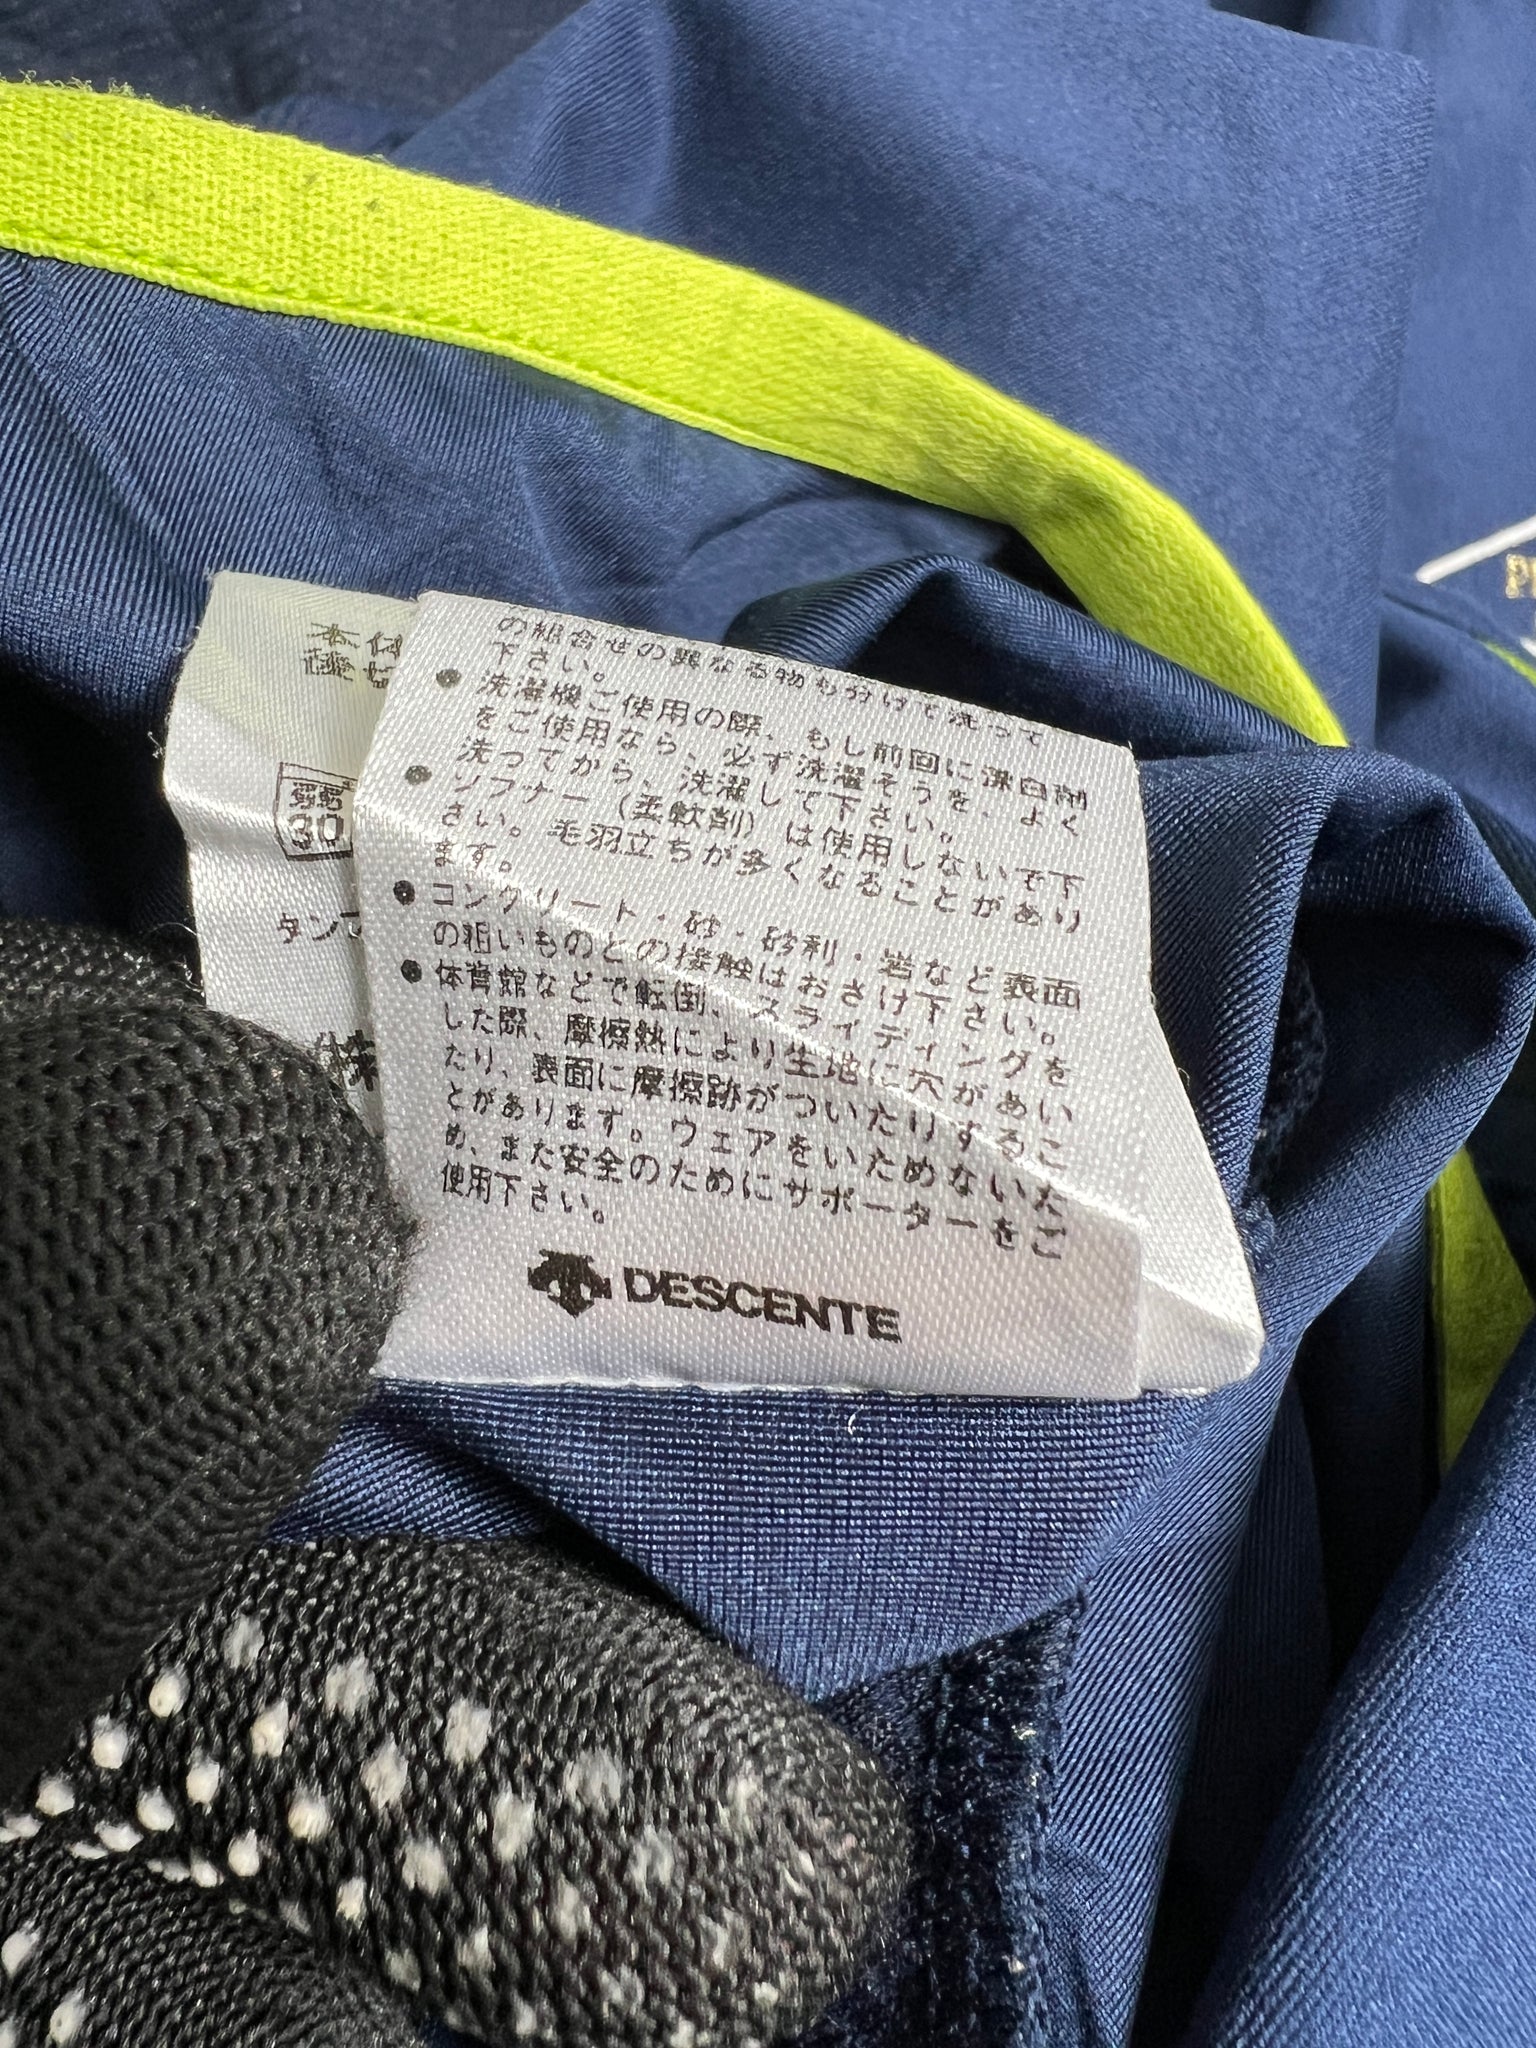 本体
の組合せの異なる物も分けて洗って
下さい。
● 洗濯機ご使用の際、もし前回に漂白剤
をご使用なら、必ず洗濯そうを、よく
洗ってから、洗濯して下さい。
● ソフナー(柔軟剤)は使用しないで下
さい。毛羽立ちが多くなることがあり
ます。
● コンクリート・砂・砂利・岩など表面
の粗いものとの接触はおさけ下さい。
● 体育館などで転倒、スライディングを
した際、摩擦熱により生地に穴があい
たり、表面に摩擦跡がついたりするこ
とがあります。ウェアをいためないた
め、また安全のためにサポーターをご
使用下さい。
DESCENTE
弱
30
タン
株